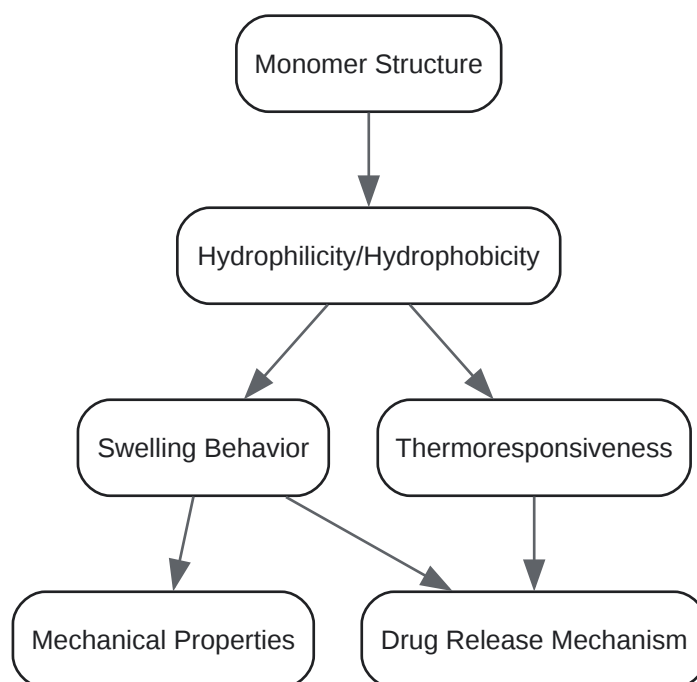 Monomer Structure
Hydrophilicity/Hydrophobicity
Swelling Behavior
Thermoresponsiveness
Mechanical Properties
Drug Release Mechanism